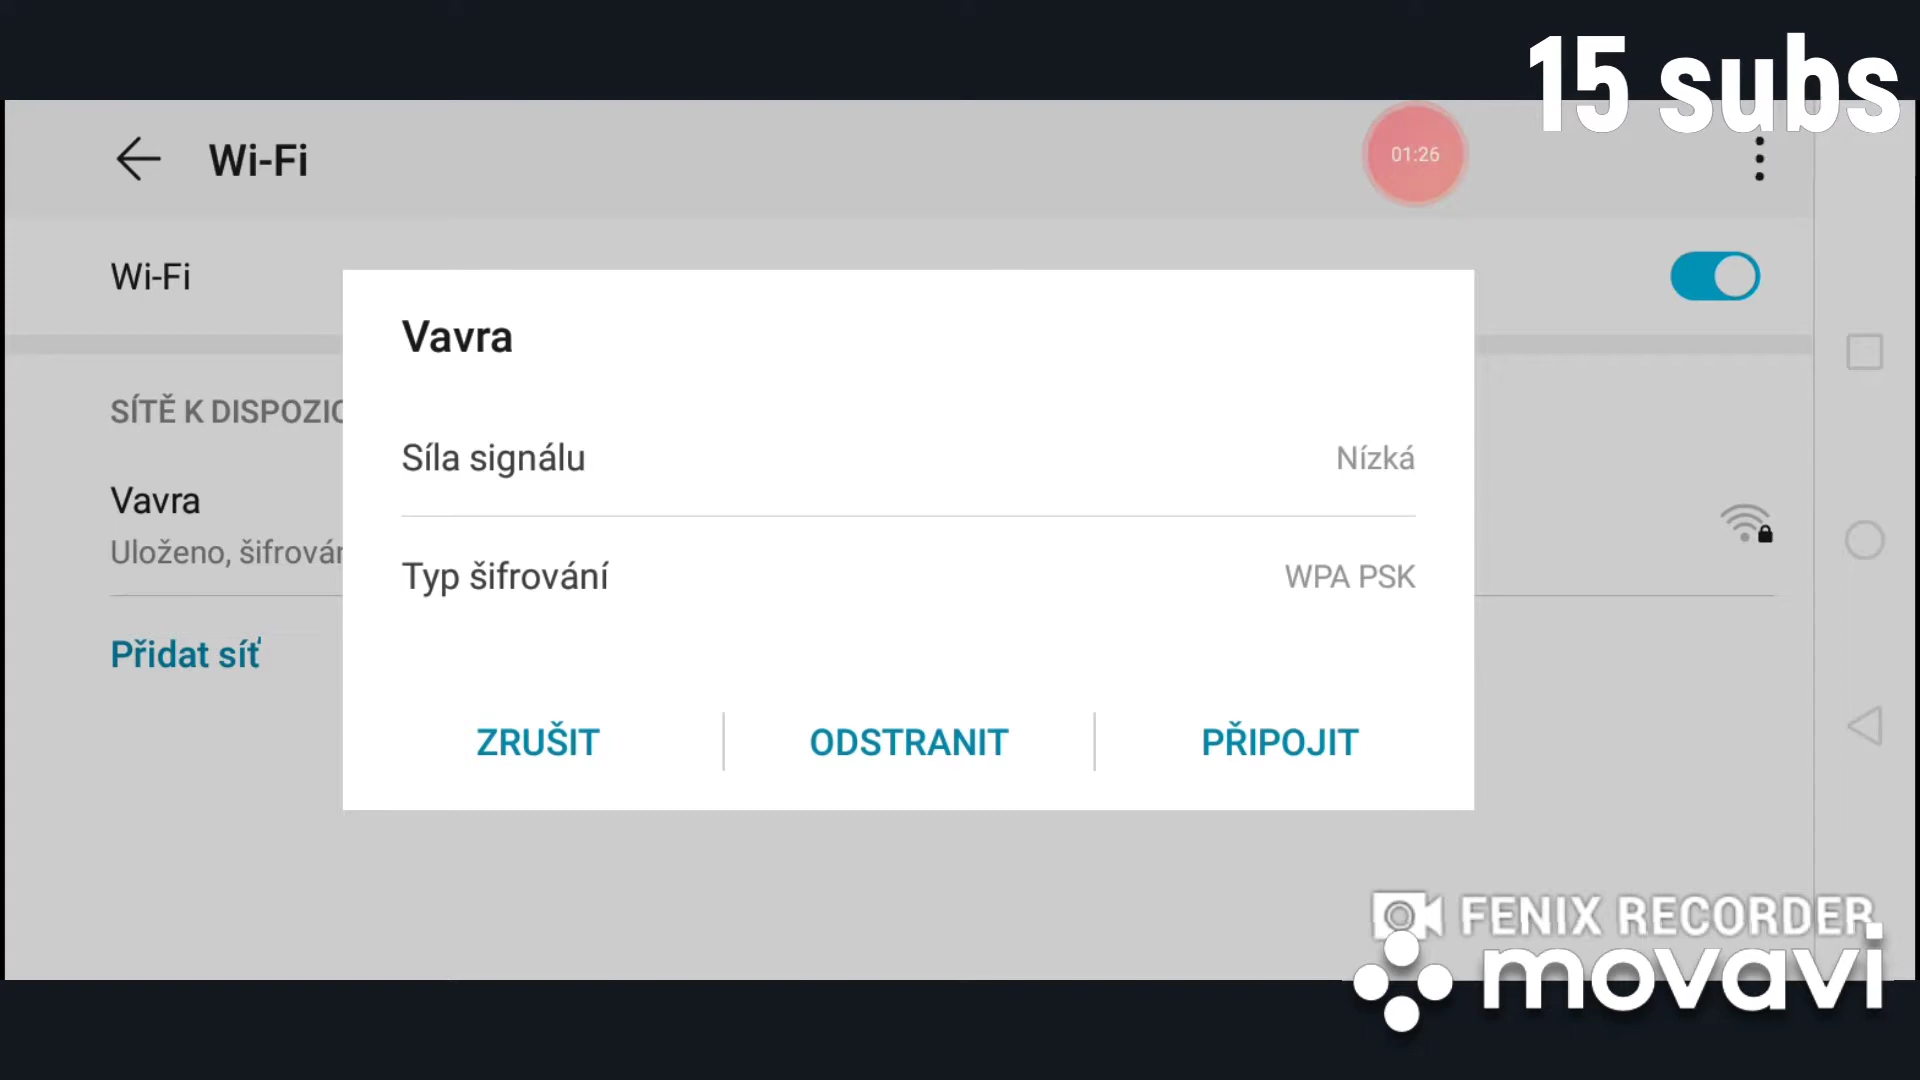 15 subs
Wi-Fi
01:26
Wi-Fi
Vavra
SÍTĚ K DISPOZIC
Síla signálu Nízká
Vavra
Uloženo, šifrován
Typ šifrování WPA PSK
Přidat síť
ZRUŠIT ODSTRANIT PŘIPOJIT
FENIX RECORDER
movavi